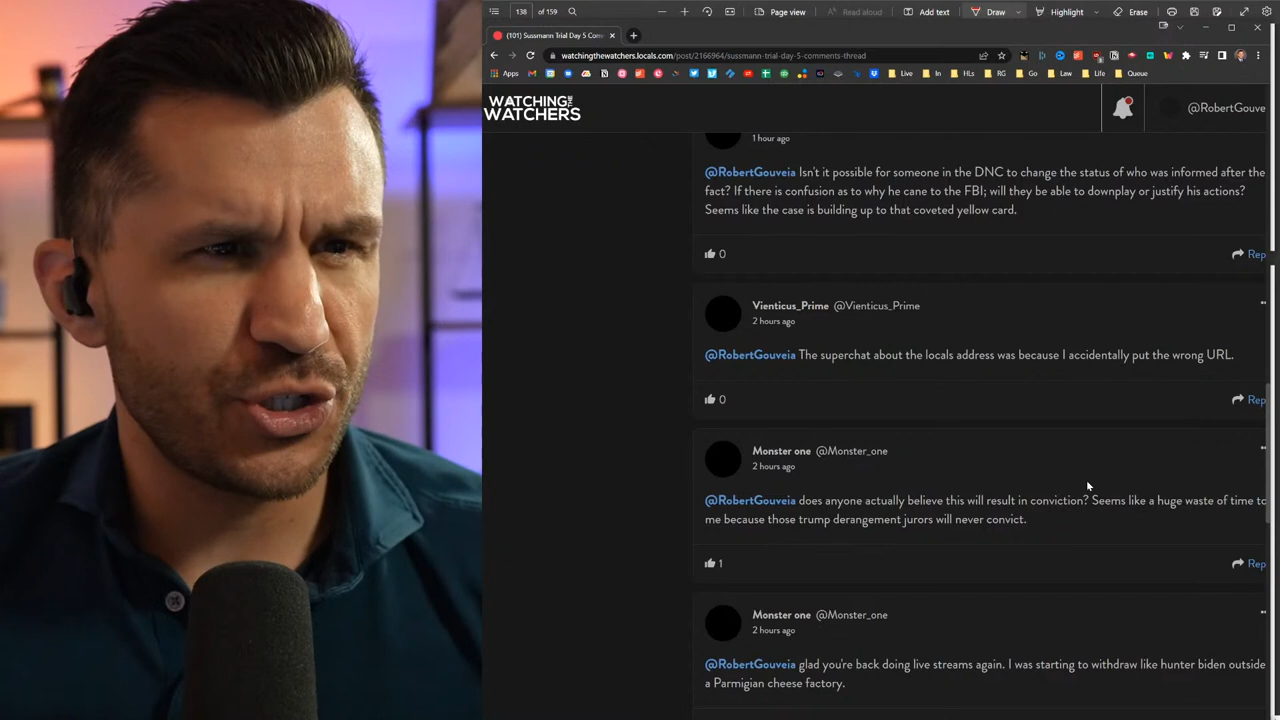 138 of 159
Page view
Read aloud
Add text
Draw
Highlight
Erase
(101) Sussmann Trial Day 5 Com
watchingthewatchers.locals.com/post/2166964/sussmann-trial-day-5-comments-thread
Apps
Live
In
HLs
RG
Go
Law
Life
Queue
WATCHING THE
WATCHERS
@RobertGouve
1 hour ago
@RobertGouveia Isn't it possible for someone in the DNC to change the status of who was informed after the
fact? If there is confusion as to why he cane to the FBI; will they be able to downplay or justify his actions?
Seems like the case is building up to that coveted yellow card.
0
Rep
Vienticus_Prime @Vienticus_Prime
2 hours ago
@RobertGouveia The superchat about the locals address was because I accidentally put the wrong URL.
0
Rep
Monster one @Monster_one
2 hours ago
@RobertGouveia does anyone actually believe this will result in conviction? Seems like a huge waste of time to
me because those trump derangement jurors will never convict.
1
Rep
Monster one @Monster_one
2 hours ago
@RobertGouveia glad you're back doing live streams again. I was starting to withdraw like hunter biden outside
a Parmigian cheese factory.